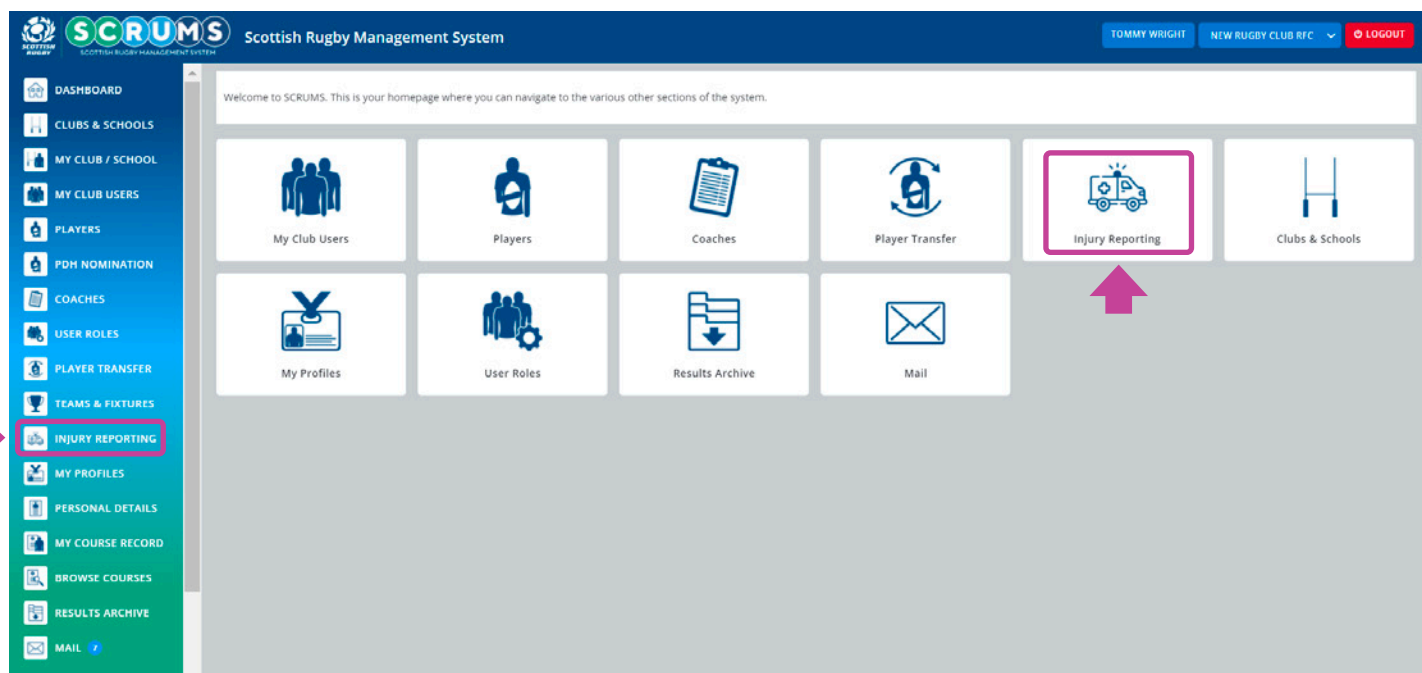 SCOTTISH
RUGBY
SCRUMS
SCOTTISH RUGBY MANAGEMENT SYSTEM
Scottish Rugby Management System
TOMMY WRIGHT
NEW RUGBY CLUB RFC
LOGOUT
DASHBOARD
CLUBS & SCHOOLS
MY CLUB / SCHOOL
MY CLUB USERS
PLAYERS
PDH NOMINATION
COACHES
USER ROLES
PLAYER TRANSFER
TEAMS & FIXTURES
INJURY REPORTING
MY PROFILES
PERSONAL DETAILS
MY COURSE RECORD
BROWSE COURSES
RESULTS ARCHIVE
MAIL 7
Welcome to SCRUMS. This is your homepage where you can navigate to the various other sections of the system.
My Club Users
Players
Coaches
Player Transfer
Injury Reporting
Clubs & Schools
My Profiles
User Roles
Results Archive
Mail